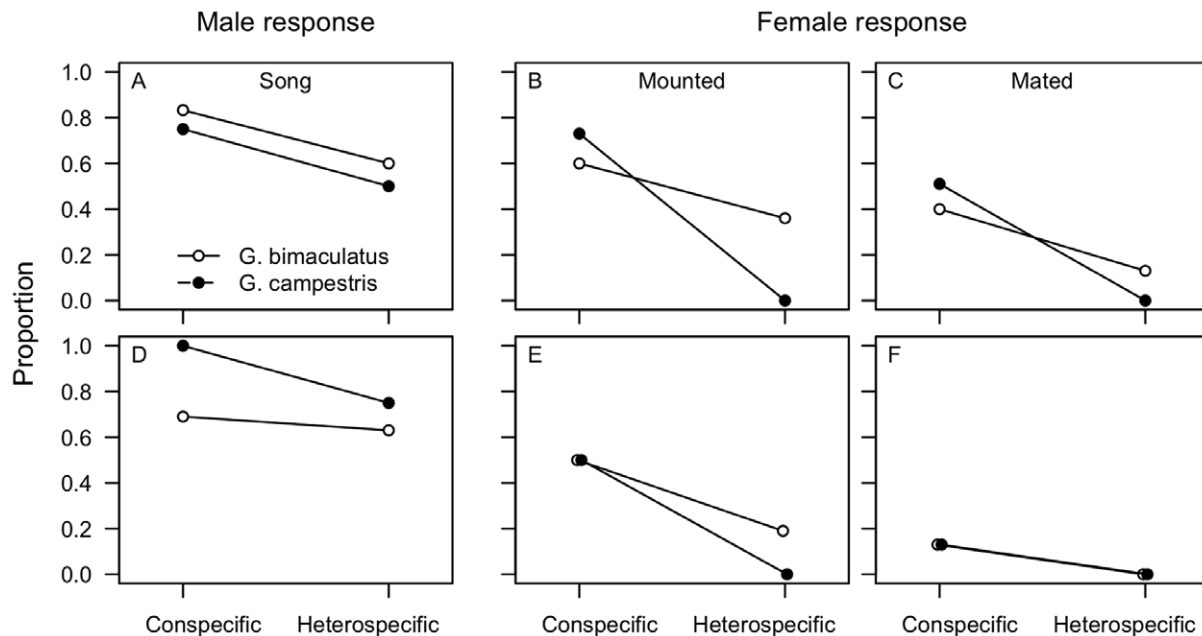 Male response
Female response
A
Song
B
Mounted
C
Mated
1.0
0.8
0.6
0.4
0.2
0.0
G. bimaculatus
G. campestris
Proportion
D
E
F
1.0
0.8
0.6
0.4
0.2
0.0
Conspecific Heterospecific
Conspecific Heterospecific
Conspecific Heterospecific